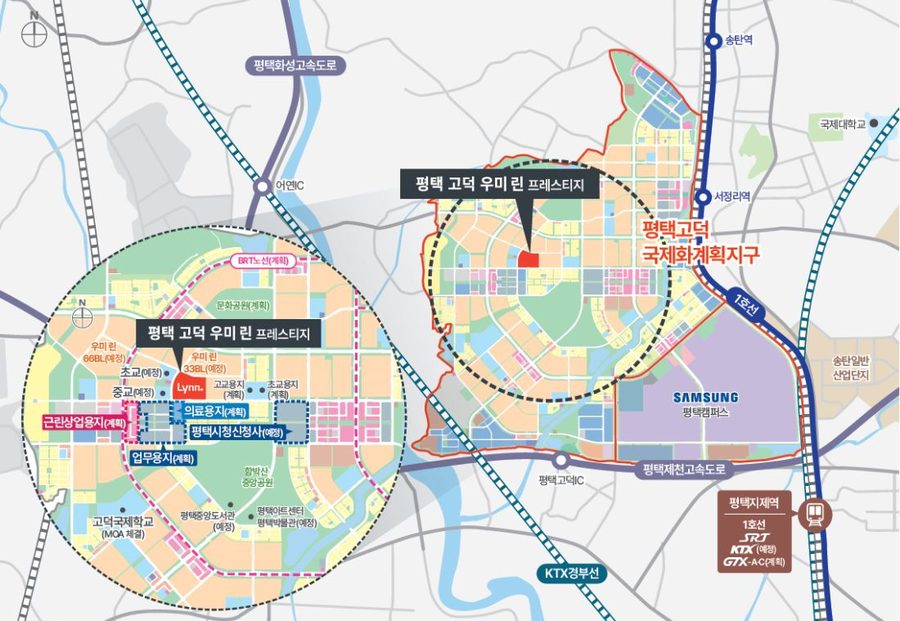 N
송탄역
평택화성고속도로
국제대학교
어연IC
평택 고덕 우미 린 프레스티지
서정리역
평택고덕
국제화계획지구
BRT노선(계획)
1호선
문화공원(계획)
N
평택 고덕 우미 린 프레스티지
우미 린
66BL(예정)
우미 린
33BL(예정)
초교(예정)
중교(예정)
Lynn.
고교용지
(계획)
초교용지
(계획)
송탄일반
산업단지
SAMSUNG
평택캠퍼스
근린상업용지(계획)
의료용지(계획)
평택시청신청사(예정)
업무용지(계획)
함박산
중앙공원
평택제천고속도로
평택고덕IC
고덕국제학교
(MOA 체결)
평택중앙도서관
(예정)
평택아트센터
평택박물관(예정)
평택지제역
1호선
SRT
KTX(예정)
GTX-AC(계획)
KTX경부선